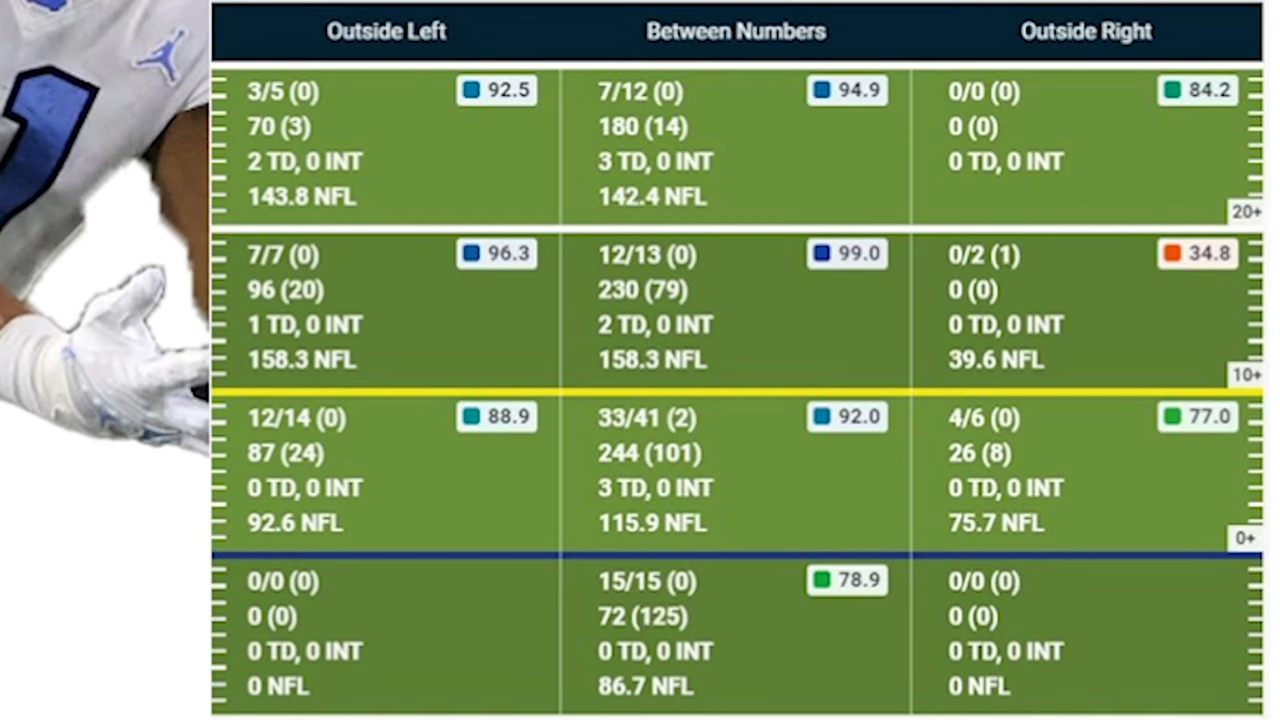 Outside Left Between Numbers Outside Right
3/5 (0) 92.5 7/12 (0) 94.9 0/0 (0) 84.2
70 (3) 180 (14) 0 (0)
2 TD, 0 INT 3 TD, 0 INT 0 TD, 0 INT
143.8 NFL 142.4 NFL
20+
7/7 (0) 96.3 12/13 (0) 99.0 0/2 (1) 34.8
96 (20) 230 (79) 0 (0)
1 TD, 0 INT 2 TD, 0 INT 0 TD, 0 INT
158.3 NFL 158.3 NFL 39.6 NFL
10+
12/14 (0) 88.9 33/41 (2) 92.0 4/6 (0) 77.0
87 (24) 244 (101) 26 (8)
0 TD, 0 INT 3 TD, 0 INT 0 TD, 0 INT
92.6 NFL 115.9 NFL 75.7 NFL
0+
0/0 (0) 15/15 (0) 78.9 0/0 (0)
0 (0) 72 (125) 0 (0)
0 TD, 0 INT 0 TD, 0 INT 0 TD, 0 INT
0 NFL 86.7 NFL 0 NFL